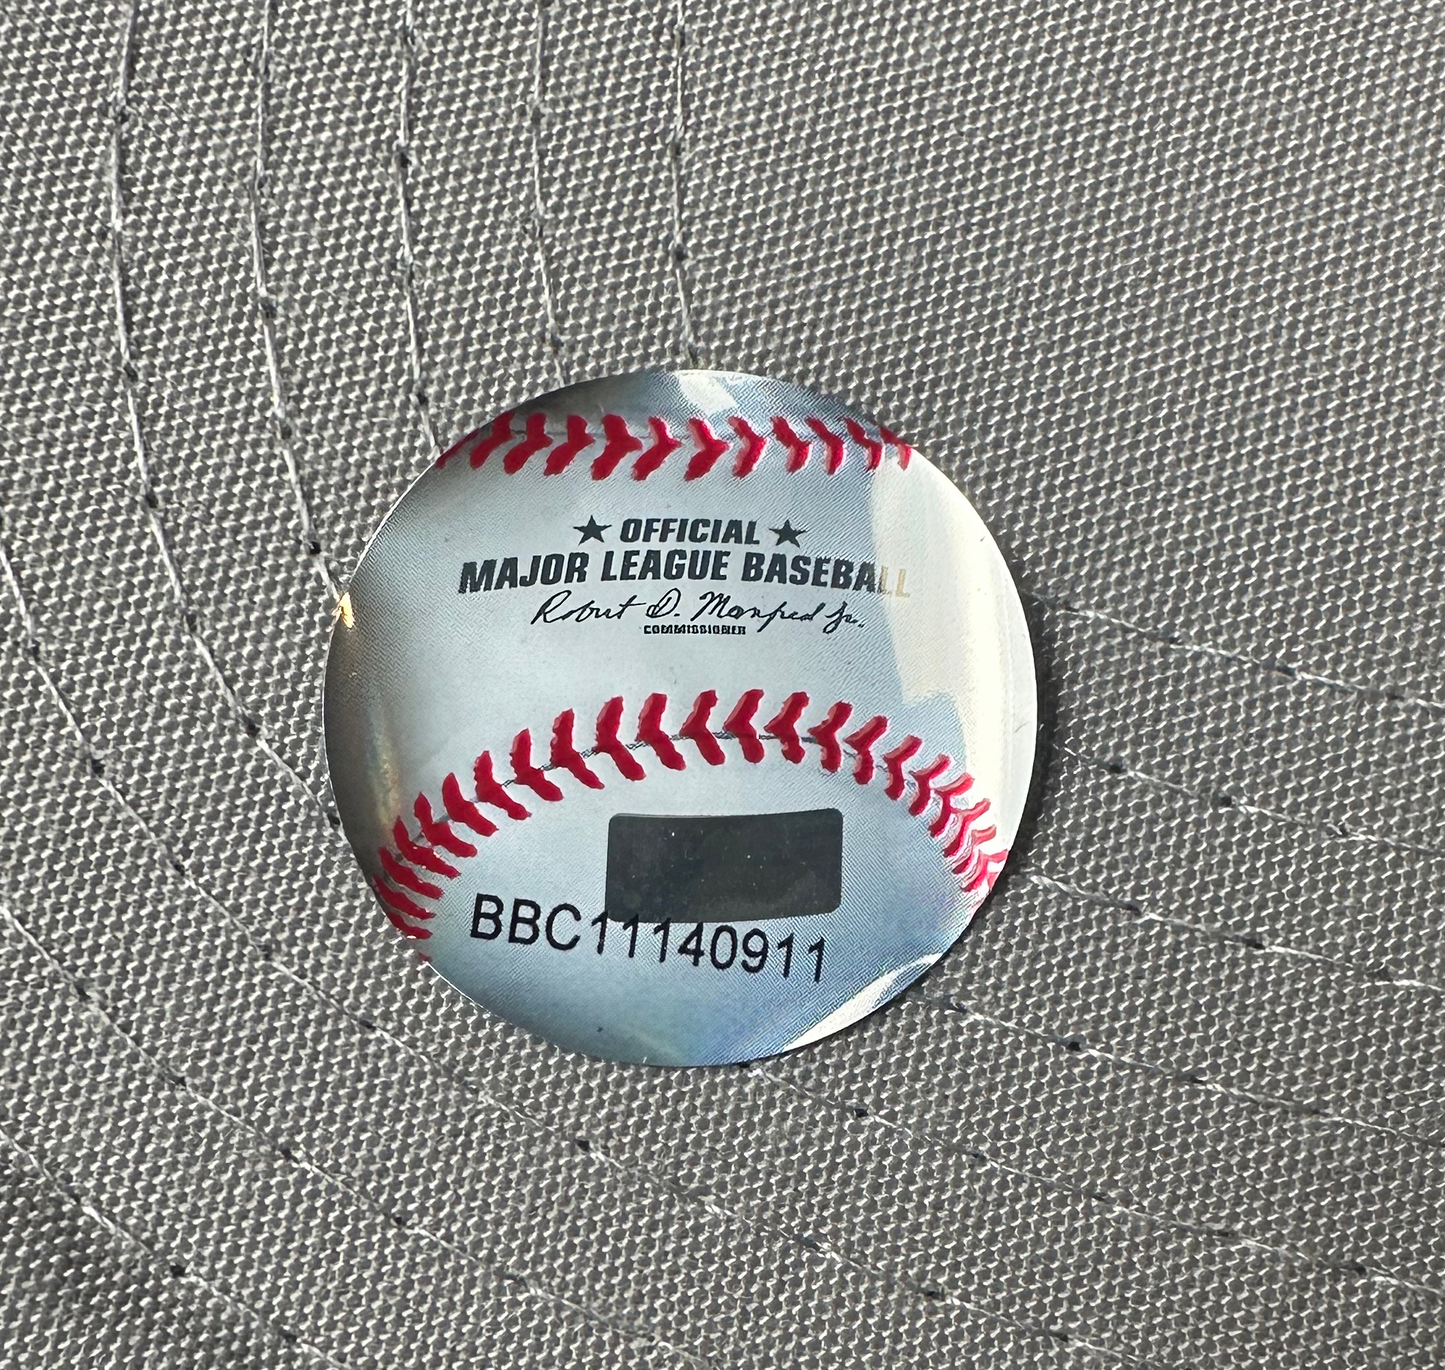 ★ OFFICIAL ★
MAJOR LEAGUE BASEBALL
Robert D. Manfred Jr.
COMMISSIONER
BBC11140911